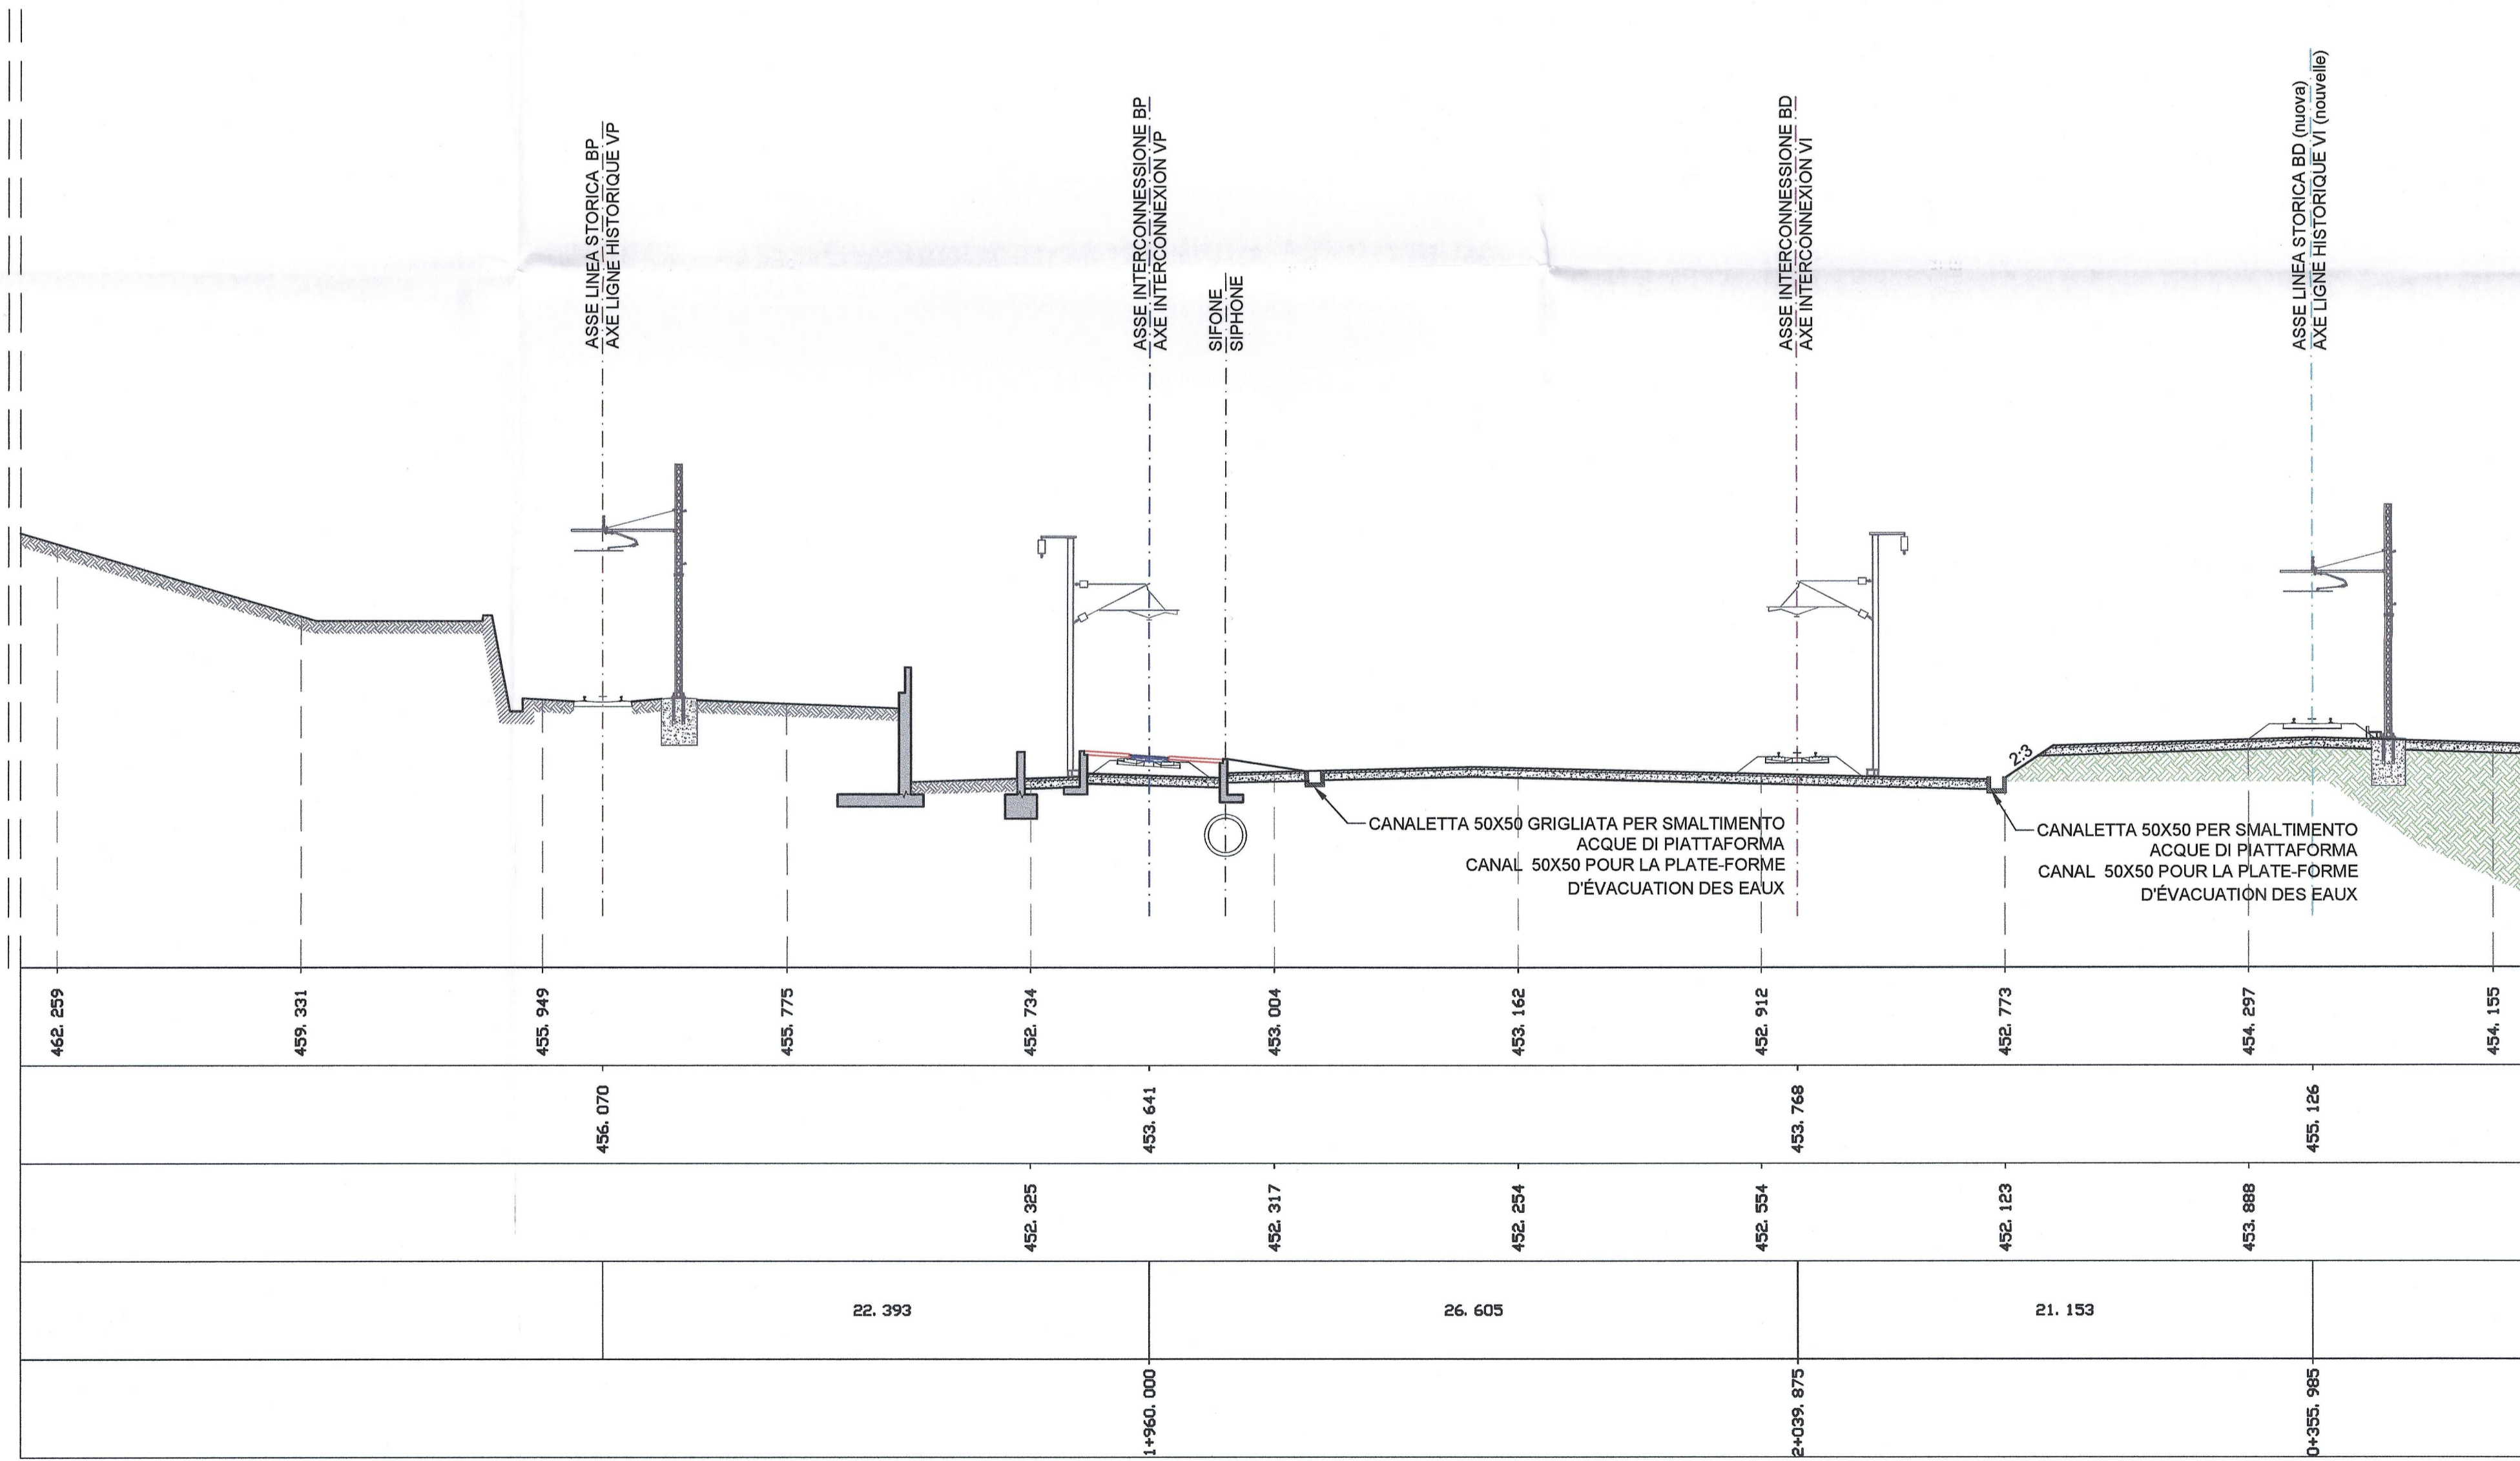 ASSE LINEA STORICA BP
AXE LIGNE HISTORIQUE VP
ASSE INTERCONNESSIONE BP
AXE INTERCONNEXION VP
SIFONE
SIPHONE
ASSE INTERCONNESSIONE BD
AXE INTERCONNEXION VI
ASSE LINEA STORICA BD (nuova)
AXE LIGNE HISTORIQUE VI (nouvelle)
2:3
CANALETTA 50X50 GRIGLIATA PER SMALTIMENTO
ACQUE DI PIATTAFORMA
CANAL 50X50 POUR LA PLATE-FORME
D'ÉVACUATION DES EAUX
CANALETTA 50X50 PER SMALTIMENTO
ACQUE DI PIATTAFORMA
CANAL 50X50 POUR LA PLATE-FORME
D'ÉVACUATION DES EAUX
462. 259
459. 331
455. 949
455. 775
452. 734
453. 004
453. 162
452. 912
452. 773
454. 297
454. 155
456. 070
453. 641
453. 768
455. 126
452. 325
452. 317
452. 254
452. 554
452. 123
453. 888
22. 393
26. 605
21. 153
1+960. 000
2+039. 875
0+355. 985